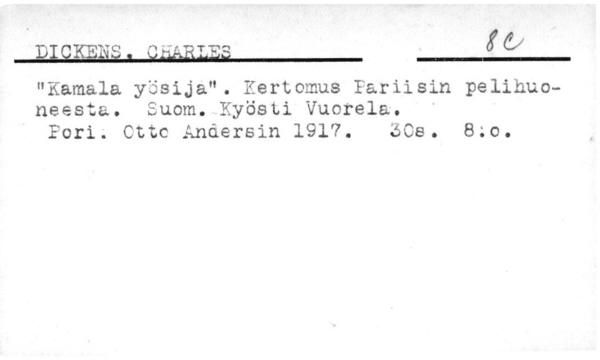 DICKENS, CHARLES 8C
"Kamala yösija". Kertomus Pariisin pelihuo-
neesta. Suom. Kyösti Vuorela.
Pori. Otto Andersin 1917. 30s. 8:o.